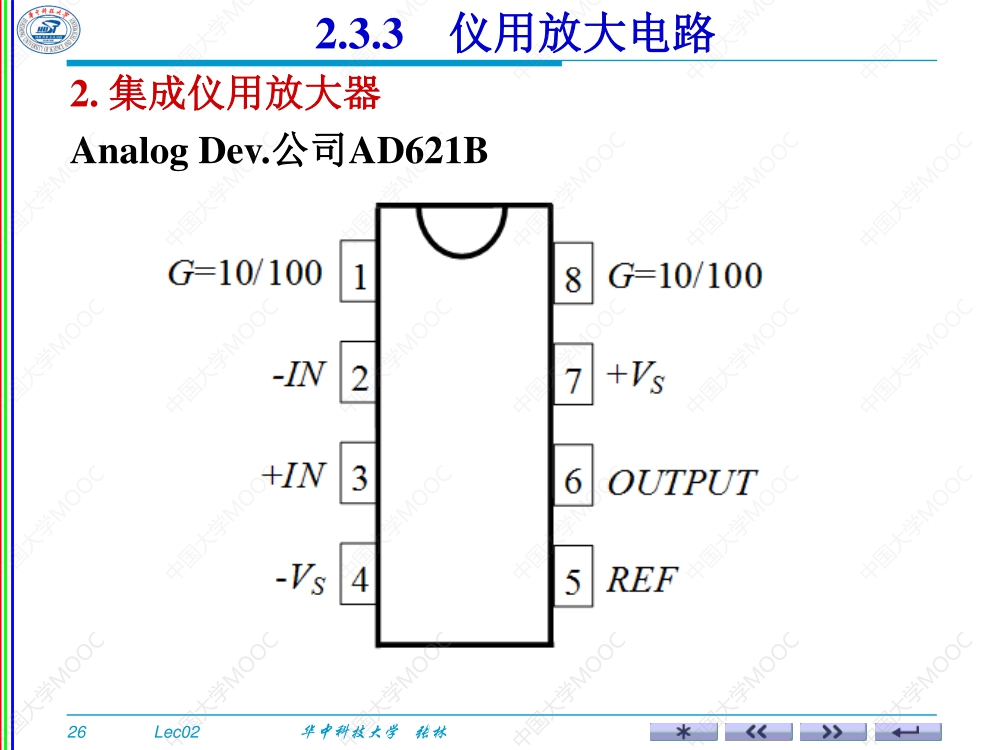 2.3.3 仪用放大电路
2. 集成仪用放大器
Analog Dev.公司AD621B
G=10/100 1 8 G=10/100
-IN 2 7 +VS
+IN 3 6 OUTPUT
-VS 4 5 REF
26 Lec02 华中科技大学 张林
中国大学MOOC